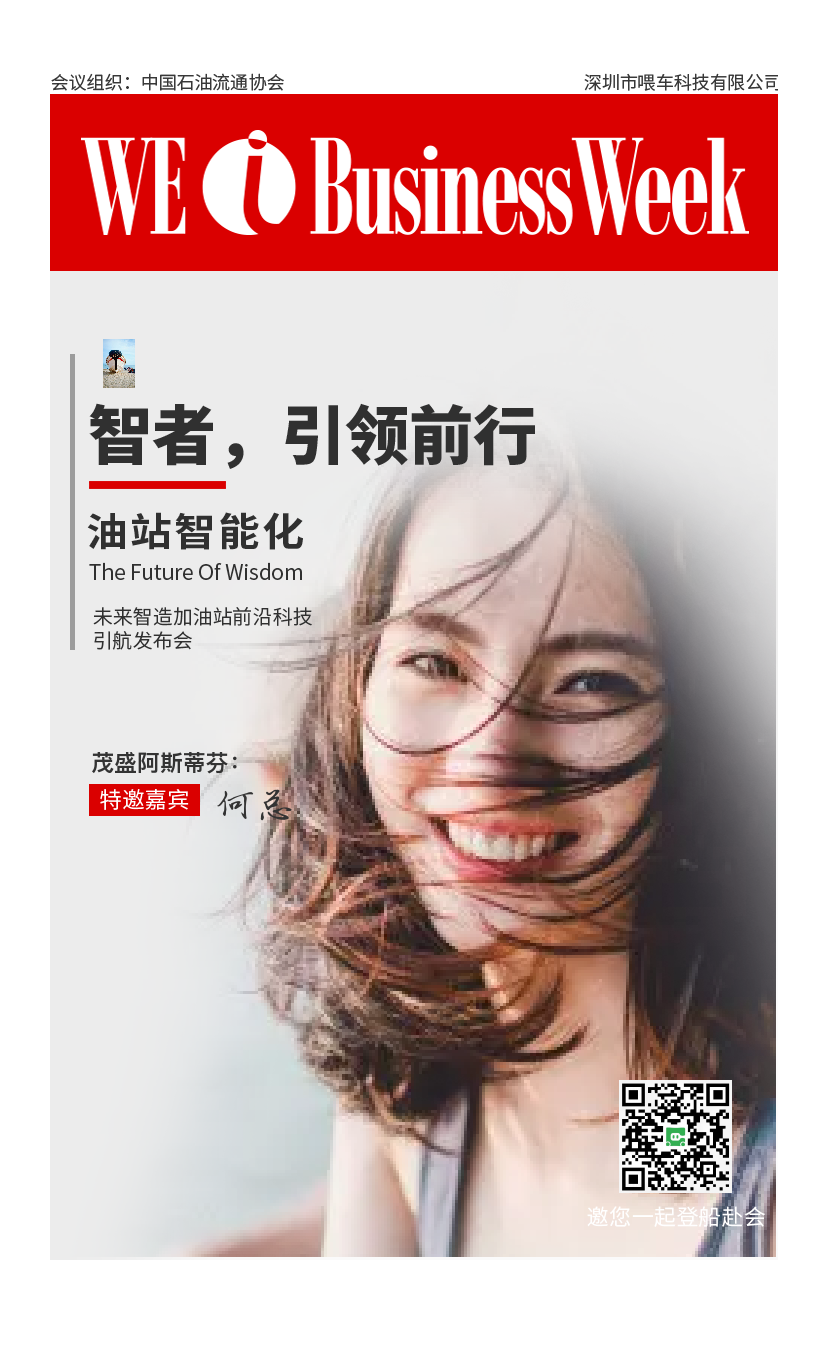 会议组织：中国石油流通协会
深圳市喂车科技有限公司
WE i BusinessWeek
智者，引领前行
油站智能化
The Future Of Wisdom
未来智造加油站前沿科技
引航发布会
茂盛阿斯蒂芬：
特邀嘉宾
何总
邀您一起登船赴会